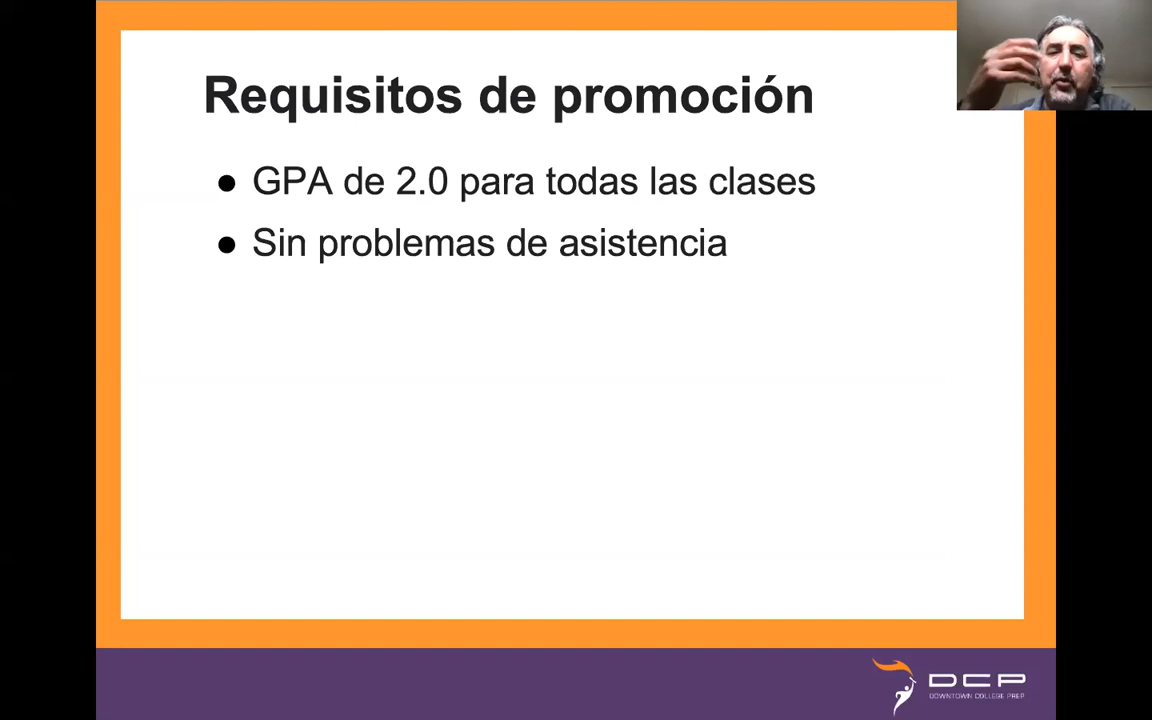 Requisitos de promoción
● GPA de 2.0 para todas las clases
● Sin problemas de asistencia
DCP
DOWNTOWN COLLEGE PREP